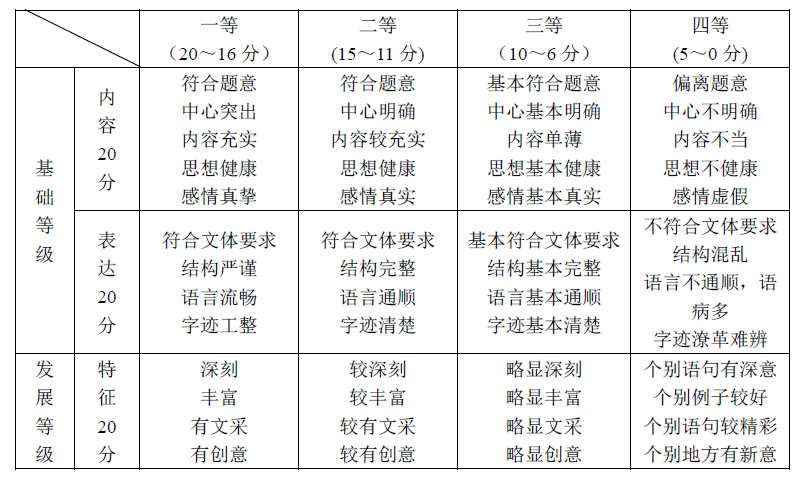 一等 二等 三等 四等
（20～16 分） (15～11 分) (10～6 分) (5～0 分)
基础等级
内容20分
符合题意
中心突出
内容充实
思想健康
感情真挚
符合题意
中心明确
内容较充实
思想健康
感情真实
基本符合题意
中心基本明确
内容单薄
思想基本健康
感情基本真实
偏离题意
中心不明确
内容不当
思想不健康
感情虚假
表达20分
符合文体要求
结构严谨
语言流畅
字迹工整
符合文体要求
结构完整
语言通顺
字迹清楚
基本符合文体要求
结构基本完整
语言基本通顺
字迹基本清楚
不符合文体要求
结构混乱
语言不通顺，语
病多
字迹潦革难辨
发展等级
特征20分
深刻
丰富
有文采
有创意
较深刻
较丰富
较有文采
较有创意
略显深刻
略显丰富
略显文采
略显创意
个别语句有深意
个别例子较好
个别语句较精彩
个别地方有新意